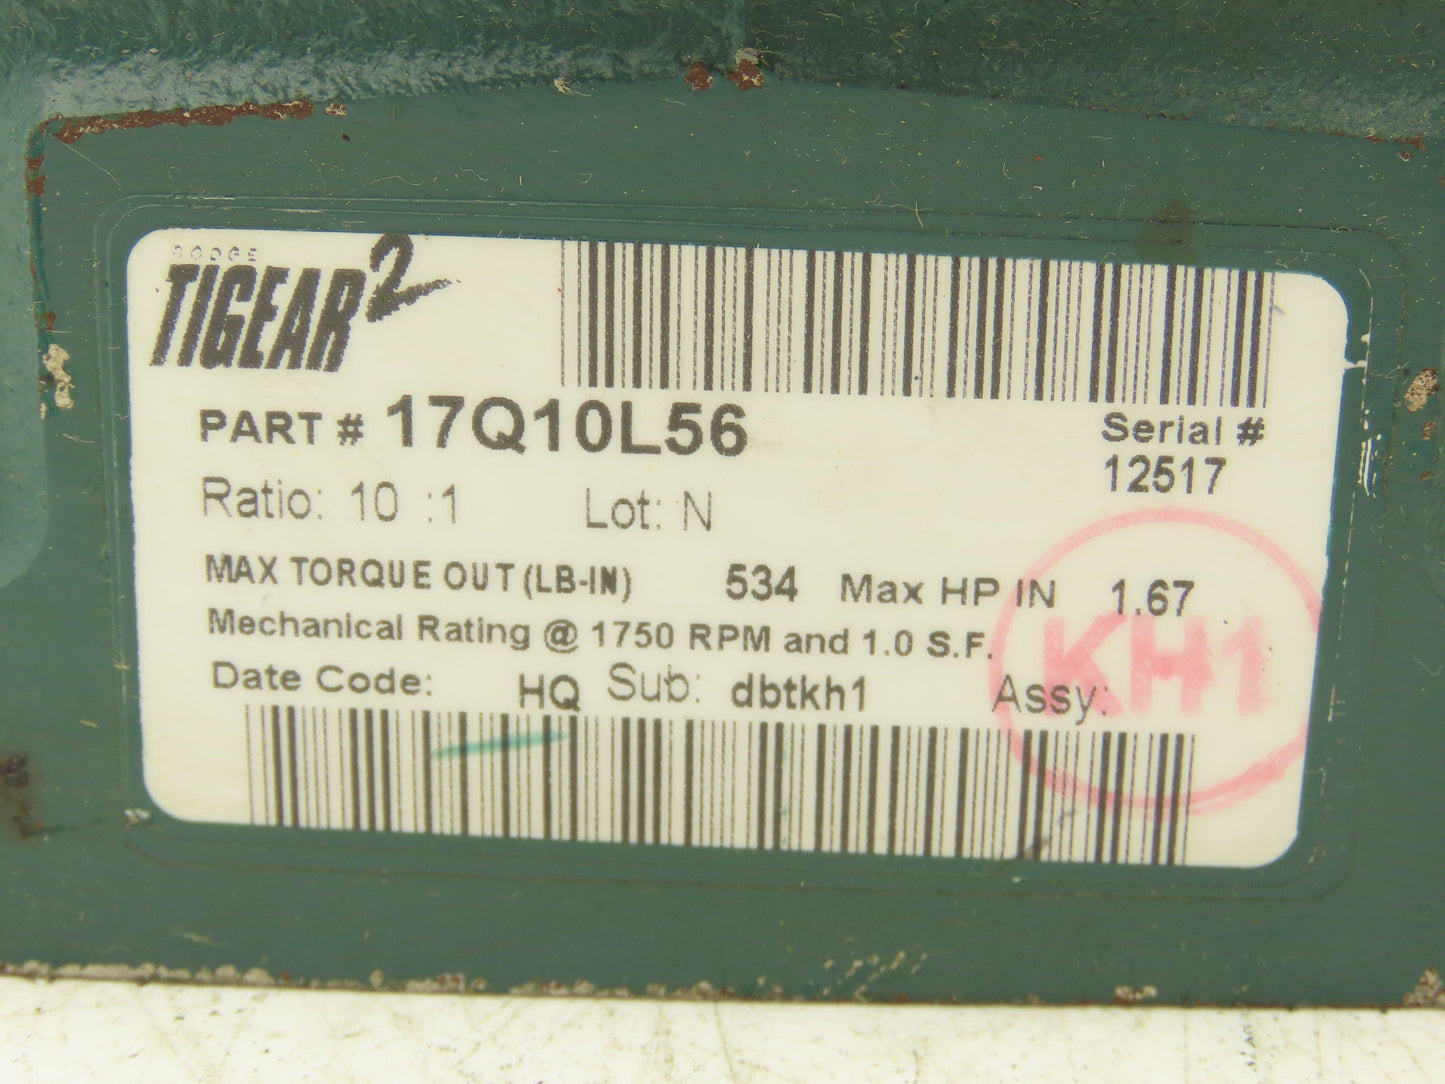 DODGE
TIGEAR2
PART # 17Q10L56
Serial #
12517
Ratio: 10 :1 Lot: N
MAX TORQUE OUT (LB-IN) 534 Max HP IN 1.67
Mechanical Rating @ 1750 RPM and 1.0 S.F.
Date Code: HQ Sub: dbtkh1 Assy:
KH1